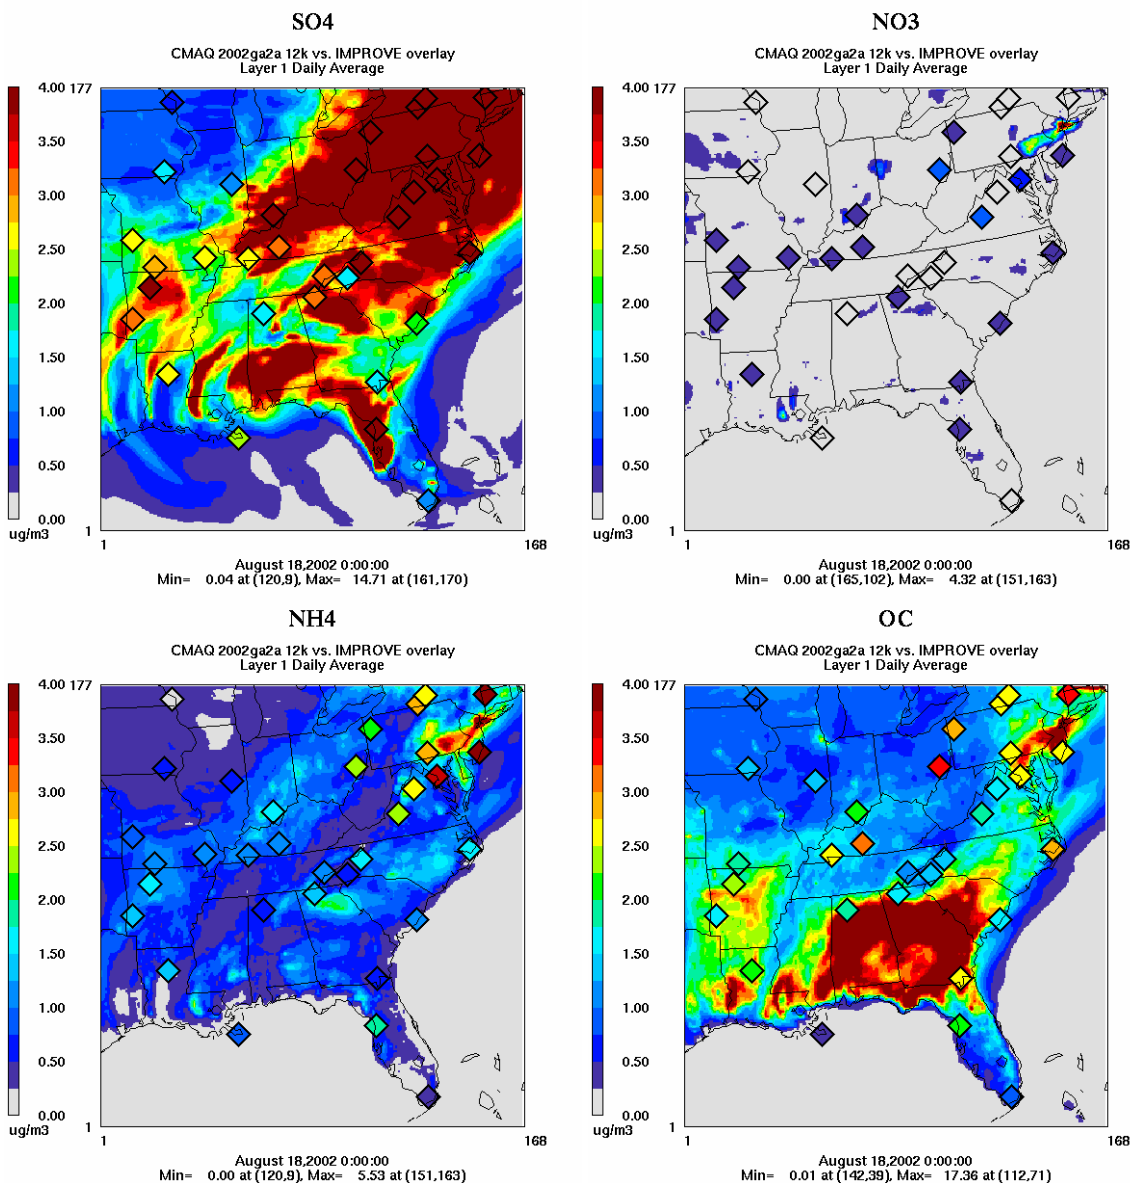 SO4
CMAQ 2002ga2a 12k vs. IMPROVE overlay
Layer 1 Daily Average
4.00 177
3.50
3.00
2.50
2.00
1.50
1.00
0.50
0.00
1
ug/m3
1 168
August 18,2002 0:00:00
Min= 0.04 at (120,9), Max= 14.71 at (161,170)
NO3
CMAQ 2002ga2a 12k vs. IMPROVE overlay
Layer 1 Daily Average
4.00 177
3.50
3.00
2.50
2.00
1.50
1.00
0.50
0.00
1
ug/m3
1 168
August 18,2002 0:00:00
Min= 0.00 at (165,102), Max= 4.32 at (151,163)
NH4
CMAQ 2002ga2a 12k vs. IMPROVE overlay
Layer 1 Daily Average
4.00 177
3.50
3.00
2.50
2.00
1.50
1.00
0.50
0.00
1
ug/m3
1 168
August 18,2002 0:00:00
Min= 0.00 at (120,9), Max= 5.53 at (151,163)
OC
CMAQ 2002ga2a 12k vs. IMPROVE overlay
Layer 1 Daily Average
4.00 177
3.50
3.00
2.50
2.00
1.50
1.00
0.50
0.00
1
ug/m3
1 168
August 18,2002 0:00:00
Min= 0.01 at (142,39), Max= 17.36 at (112,71)